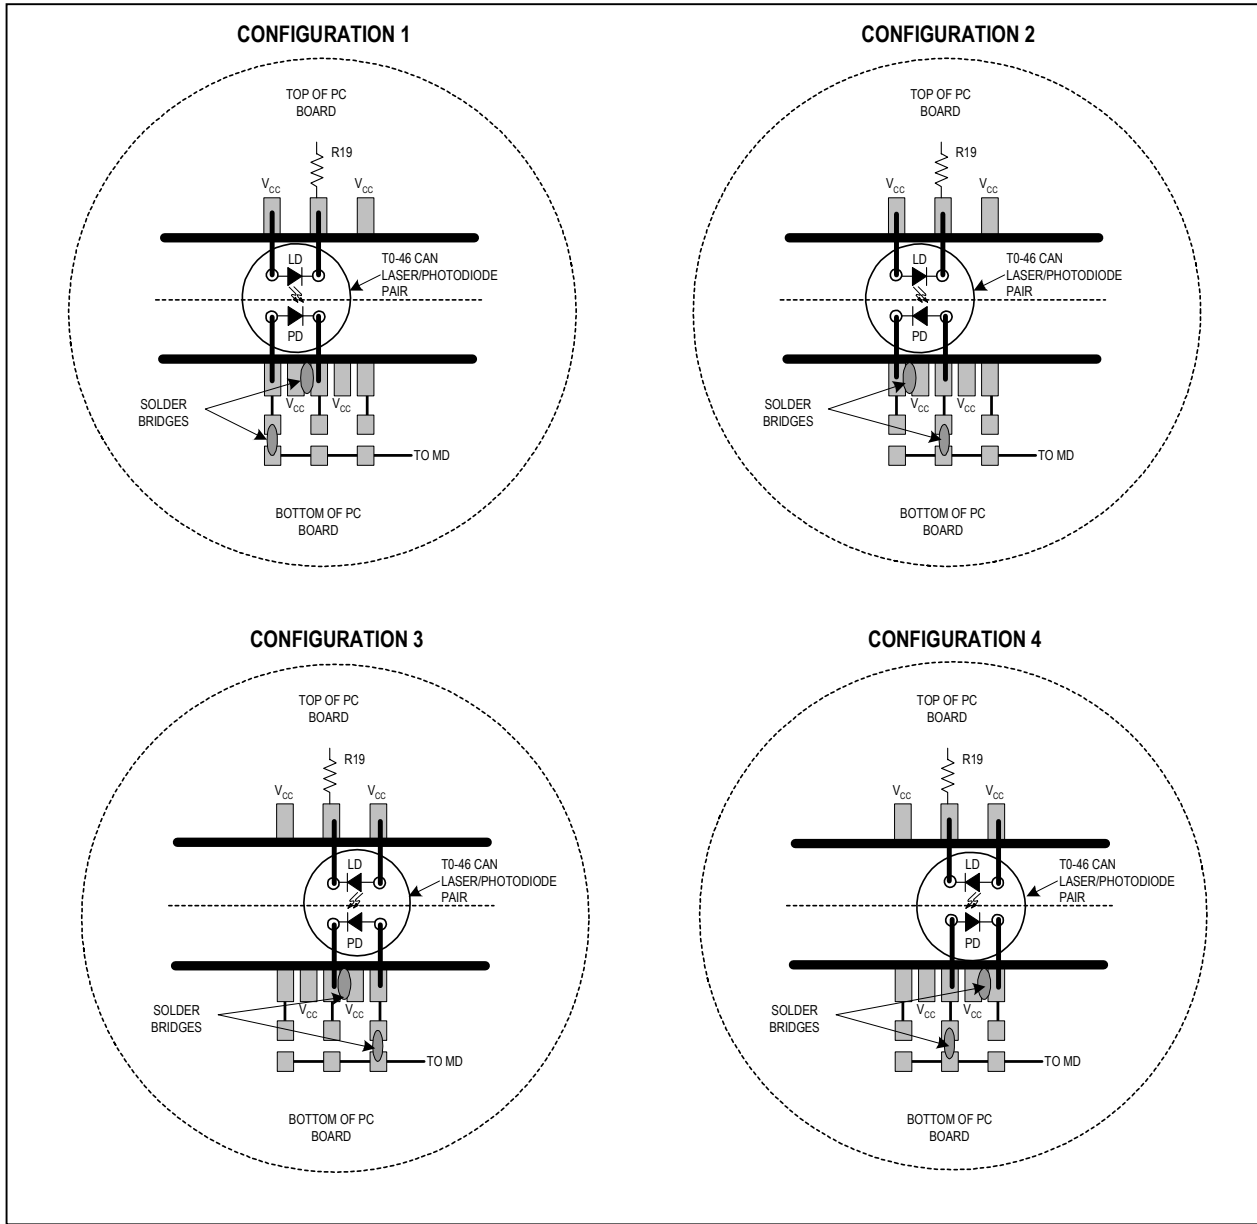 CONFIGURATION 1
TOP OF PC
BOARD
R19
VCC
VCC
LD
T0-46 CAN
LASER/PHOTODIODE
PAIR
PD
SOLDER
BRIDGES
VCC
VCC
TO MD
BOTTOM OF PC
BOARD
CONFIGURATION 2
TOP OF PC
BOARD
R19
VCC
VCC
LD
T0-46 CAN
LASER/PHOTODIODE
PAIR
PD
SOLDER
BRIDGES
VCC
VCC
TO MD
BOTTOM OF PC
BOARD
CONFIGURATION 3
TOP OF PC
BOARD
R19
VCC
VCC
LD
T0-46 CAN
LASER/PHOTODIODE
PAIR
PD
SOLDER
BRIDGES
VCC
VCC
TO MD
BOTTOM OF PC
BOARD
CONFIGURATION 4
TOP OF PC
BOARD
R19
VCC
VCC
LD
T0-46 CAN
LASER/PHOTODIODE
PAIR
PD
SOLDER
BRIDGES
VCC
VCC
TO MD
BOTTOM OF PC
BOARD